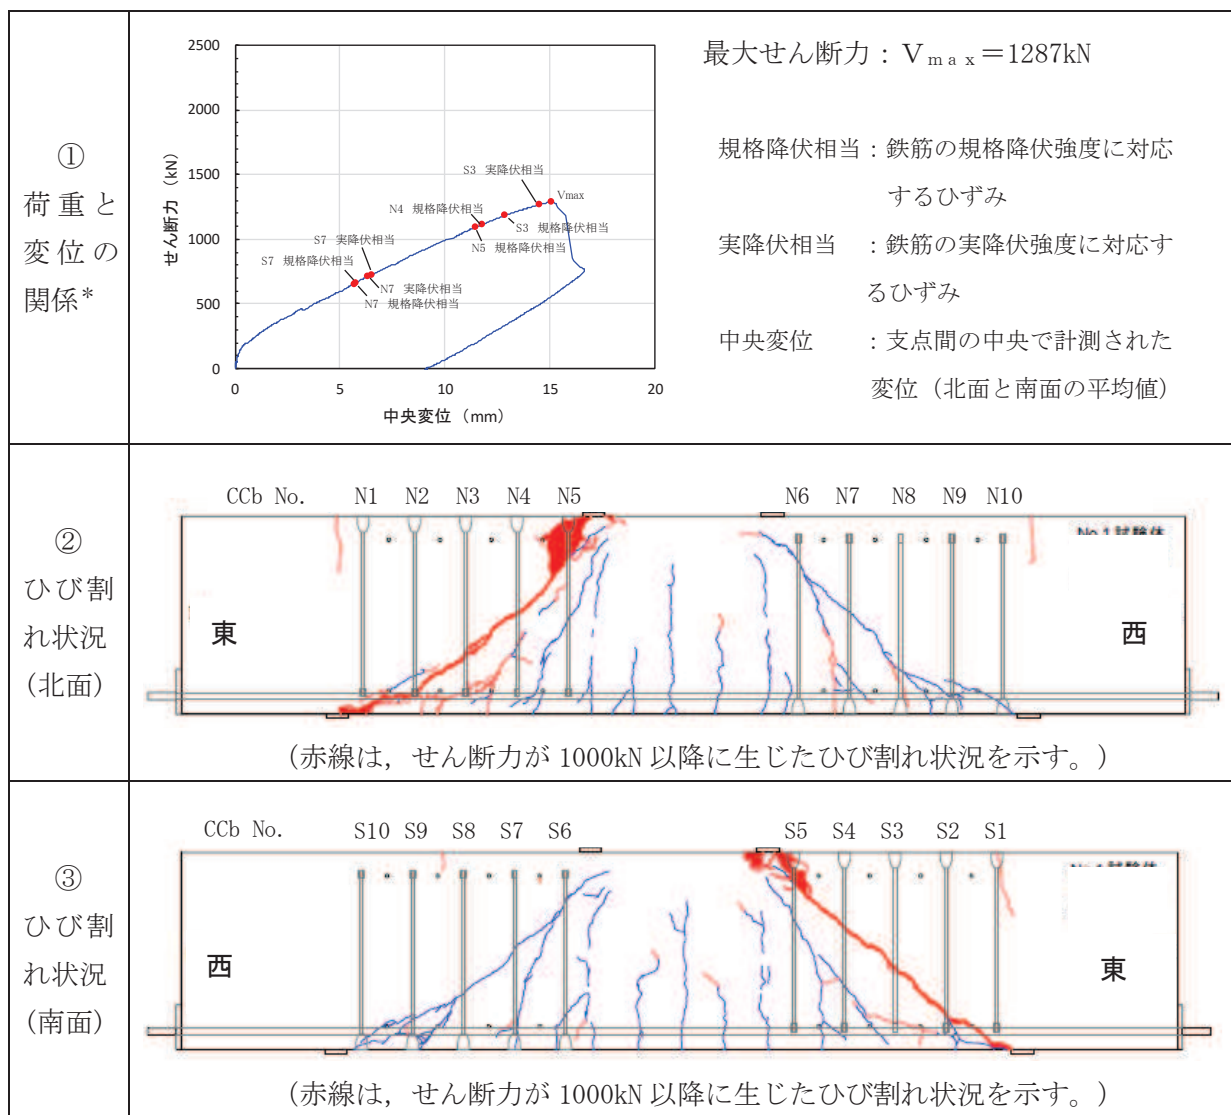 ①
荷重と
変位の
関係*
2500
2000
1500
1000
500
0
0
5
10
15
20
せん断力（kN）
中央変位（mm）
S3 実降伏相当
Vmax
N4 規格降伏相当
S3 規格降伏相当
N5 規格降伏相当
S7 実降伏相当
S7 規格降伏相当
N7 実降伏相当
N7 規格降伏相当
最大せん断力：Ｖｍａｘ＝1287kN
規格降伏相当：鉄筋の規格降伏強度に対応
するひずみ
実降伏相当　：鉄筋の実降伏強度に対応す
るひずみ
中央変位　　：支点間の中央で計測された
変位（北面と南面の平均値）
②
ひび割
れ状況
(北面)
CCb No. N1 N2 N3 N4 N5 N6 N7 N8 N9 N10
東
西
(赤線は，せん断力が 1000kN 以降に生じたひび割れ状況を示す。)
③
ひび割
れ状況
(南面)
CCb No. S10 S9 S8 S7 S6 S5 S4 S3 S2 S1
西
東
(赤線は，せん断力が 1000kN 以降に生じたひび割れ状況を示す。)